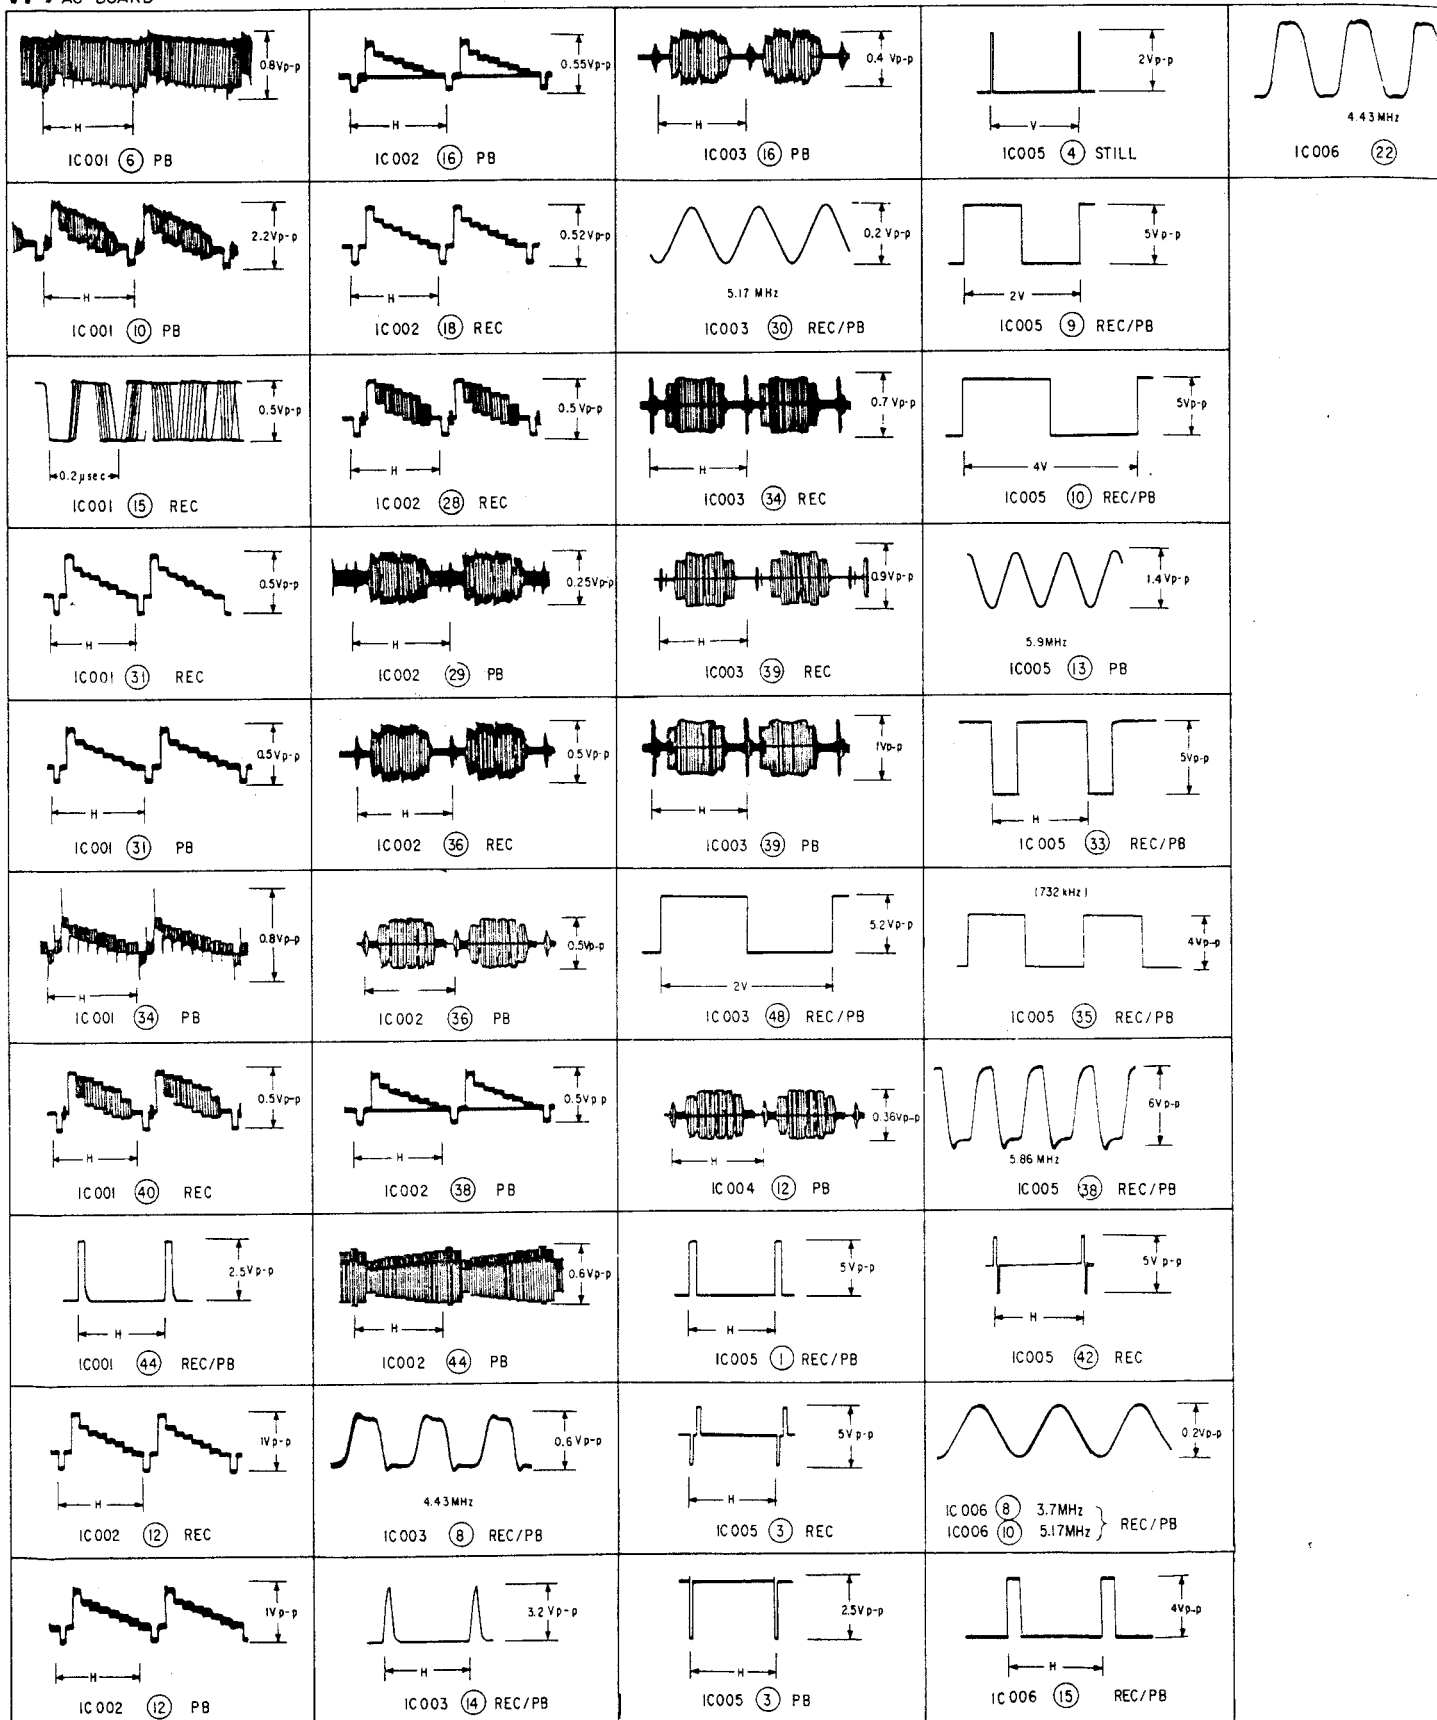 AU BOARD
0.8Vp-p
H
IC001 6 PB
0.55Vp-p
H
IC002 16 PB
0.4 Vp-p
H
IC003 16 PB
2Vp-p
V
IC005 4 STILL
4.43MHz
IC006 22
2.2Vp-p
H
IC001 10 PB
0.52Vp-p
H
IC002 18 REC
0.2 Vp-p
5.17 MHz
IC003 30 REC/PB
5Vp-p
2V
IC005 9 REC/PB
0.5Vp-p
0.2μsec
IC001 15 REC
0.5Vp-p
H
IC002 28 REC
0.7 Vp-p
H
IC003 34 REC
5Vp-p
4V
IC005 10 REC/PB
0.5Vp-p
H
IC001 31 REC
0.25Vp-p
H
IC002 29 PB
0.9Vp-p
H
IC003 39 REC
1.4Vp-p
5.9MHz
IC005 13 PB
0.5Vp-p
H
IC001 31 PB
0.5Vp-p
H
IC002 36 REC
1Vp-p
H
IC003 39 PB
5Vp-p
H
IC005 33 REC/PB
0.8Vp-p
H
IC001 34 PB
0.5Vp-p
IC002 36 PB
5.2Vp-p
2V
IC003 48 REC/PB
(732 kHz)
4Vp-p
IC005 35 REC/PB
0.5Vp-p
H
IC001 40 REC
0.5Vp-p
H
IC002 38 PB
0.36Vp-p
H
IC004 12 PB
6Vp-p
5.86 MHz
IC005 38 REC/PB
2.5Vp-p
H
IC001 44 REC/PB
0.6Vp-p
H
IC002 44 PB
5Vp-p
H
IC005 1 REC/PB
5V p-p
H
IC005 42 REC
1Vp-p
H
IC002 12 REC
0.6Vp-p
4.43MHz
IC003 8 REC/PB
5Vp-p
H
IC005 3 REC
0.2Vp-p
IC006 8 3.7MHz
IC006 10 5.17MHz } REC/PB
1Vp-p
H
IC002 12 PB
3.2Vp-p
H
IC003 14 REC/PB
2.5Vp-p
H
IC005 3 PB
4Vp-p
H
IC006 15 REC/PB